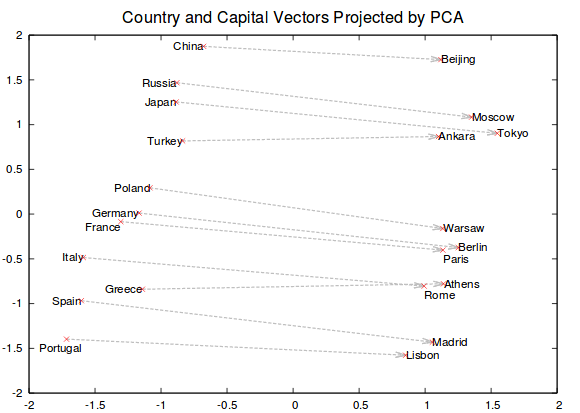 Country and Capital Vectors Projected by PCA
2
1.5
1
0.5
0
-0.5
-1
-1.5
-2
China
Beijing
Russia
Japan
Moscow
Turkey
Ankara
Tokyo
Poland
Germany
France
Warsaw
Berlin
Paris
Italy
Greece
Athens
Rome
Spain
Madrid
Portugal
Lisbon
-2
-1.5
-1
-0.5
0
0.5
1
1.5
2